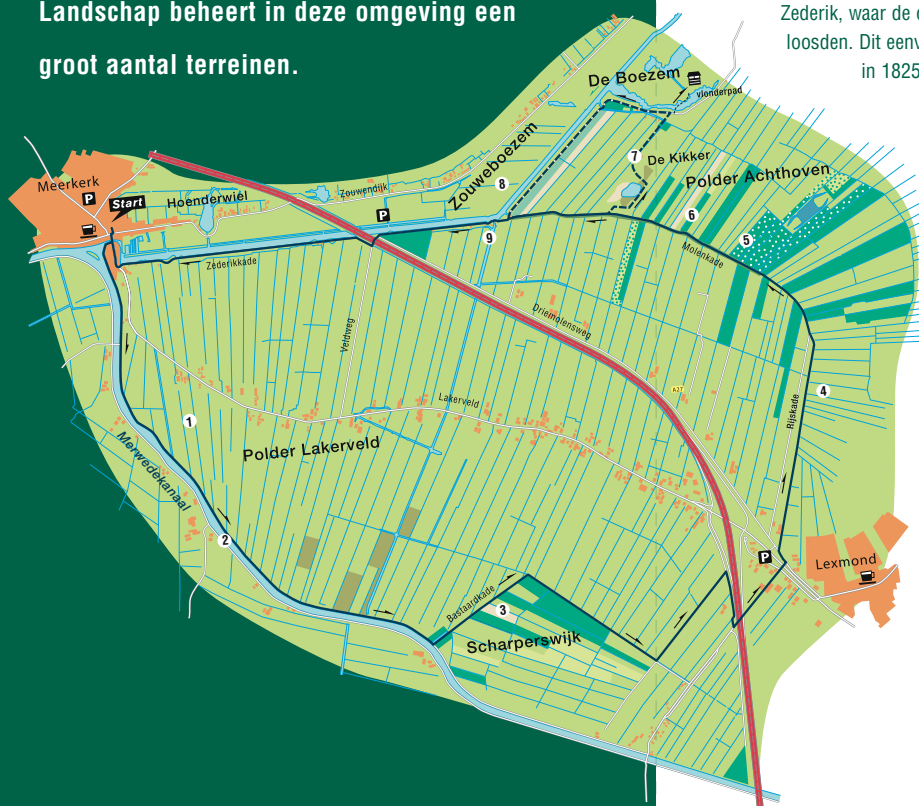 Landschap beheert in deze omgeving een
groot aantal terreinen.
Zederik, waar de
loosden. Dit
in 1825
De Boezem
vlonderpad
Zouweboezem
7
De Kikker
Polder Achthoven
Meerkerk
P
Start
Hoenderwiel
Zouwendijk
8
P
6
5
9
Molenkade
Zederikkade
Veldweg
Driemolensweg
A27
4
Rijskade
Lakerveld
1
Polder Lakerveld
Merwedekanaal
2
P
Lexmond
Bastaardkade
3
Scharperswijk